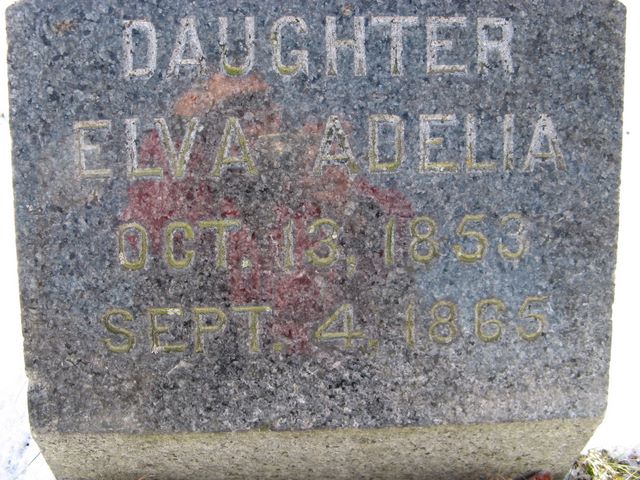 DAUGHTER
ELVA ADELIA
OCT. 13, 1853
SEPT. 4, 1865